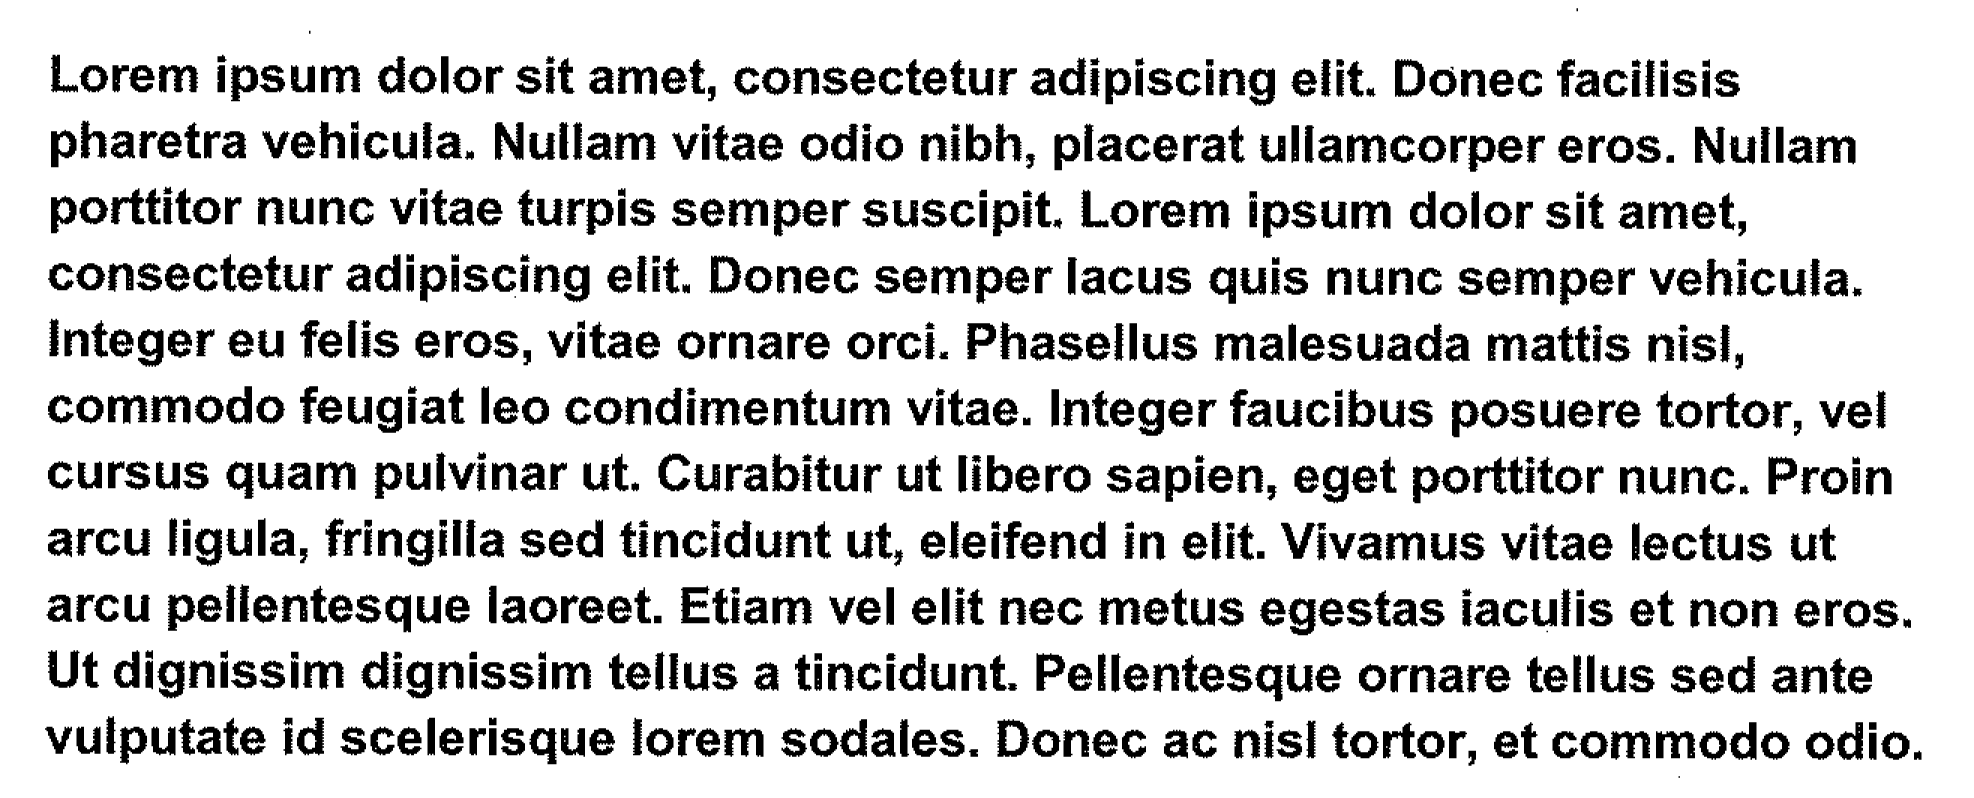 Lorem ipsum dolor sit amet, consectetur adipiscing elit. Donec facilisis
pharetra vehicula. Nullam vitae odio nibh, placerat ullamcorper eros. Nullam
porttitor nunc vitae turpis semper suscipit. Lorem ipsum dolor sit amet,
consectetur adipiscing elit. Donec semper lacus quis nunc semper vehicula.
Integer eu felis eros, vitae ornare orci. Phasellus malesuada mattis nisl,
commodo feugiat leo condimentum vitae. Integer faucibus posuere tortor, vel
cursus quam pulvinar ut. Curabitur ut libero sapien, eget porttitor nunc. Proin
arcu ligula, fringilla sed tincidunt ut, eleifend in elit. Vivamus vitae lectus ut
arcu pellentesque laoreet. Etiam vel elit nec metus egestas iaculis et non eros.
Ut dignissim dignissim tellus a tincidunt. Pellentesque ornare tellus sed ante
vulputate id scelerisque lorem sodales. Donec ac nisl tortor, et commodo odio.